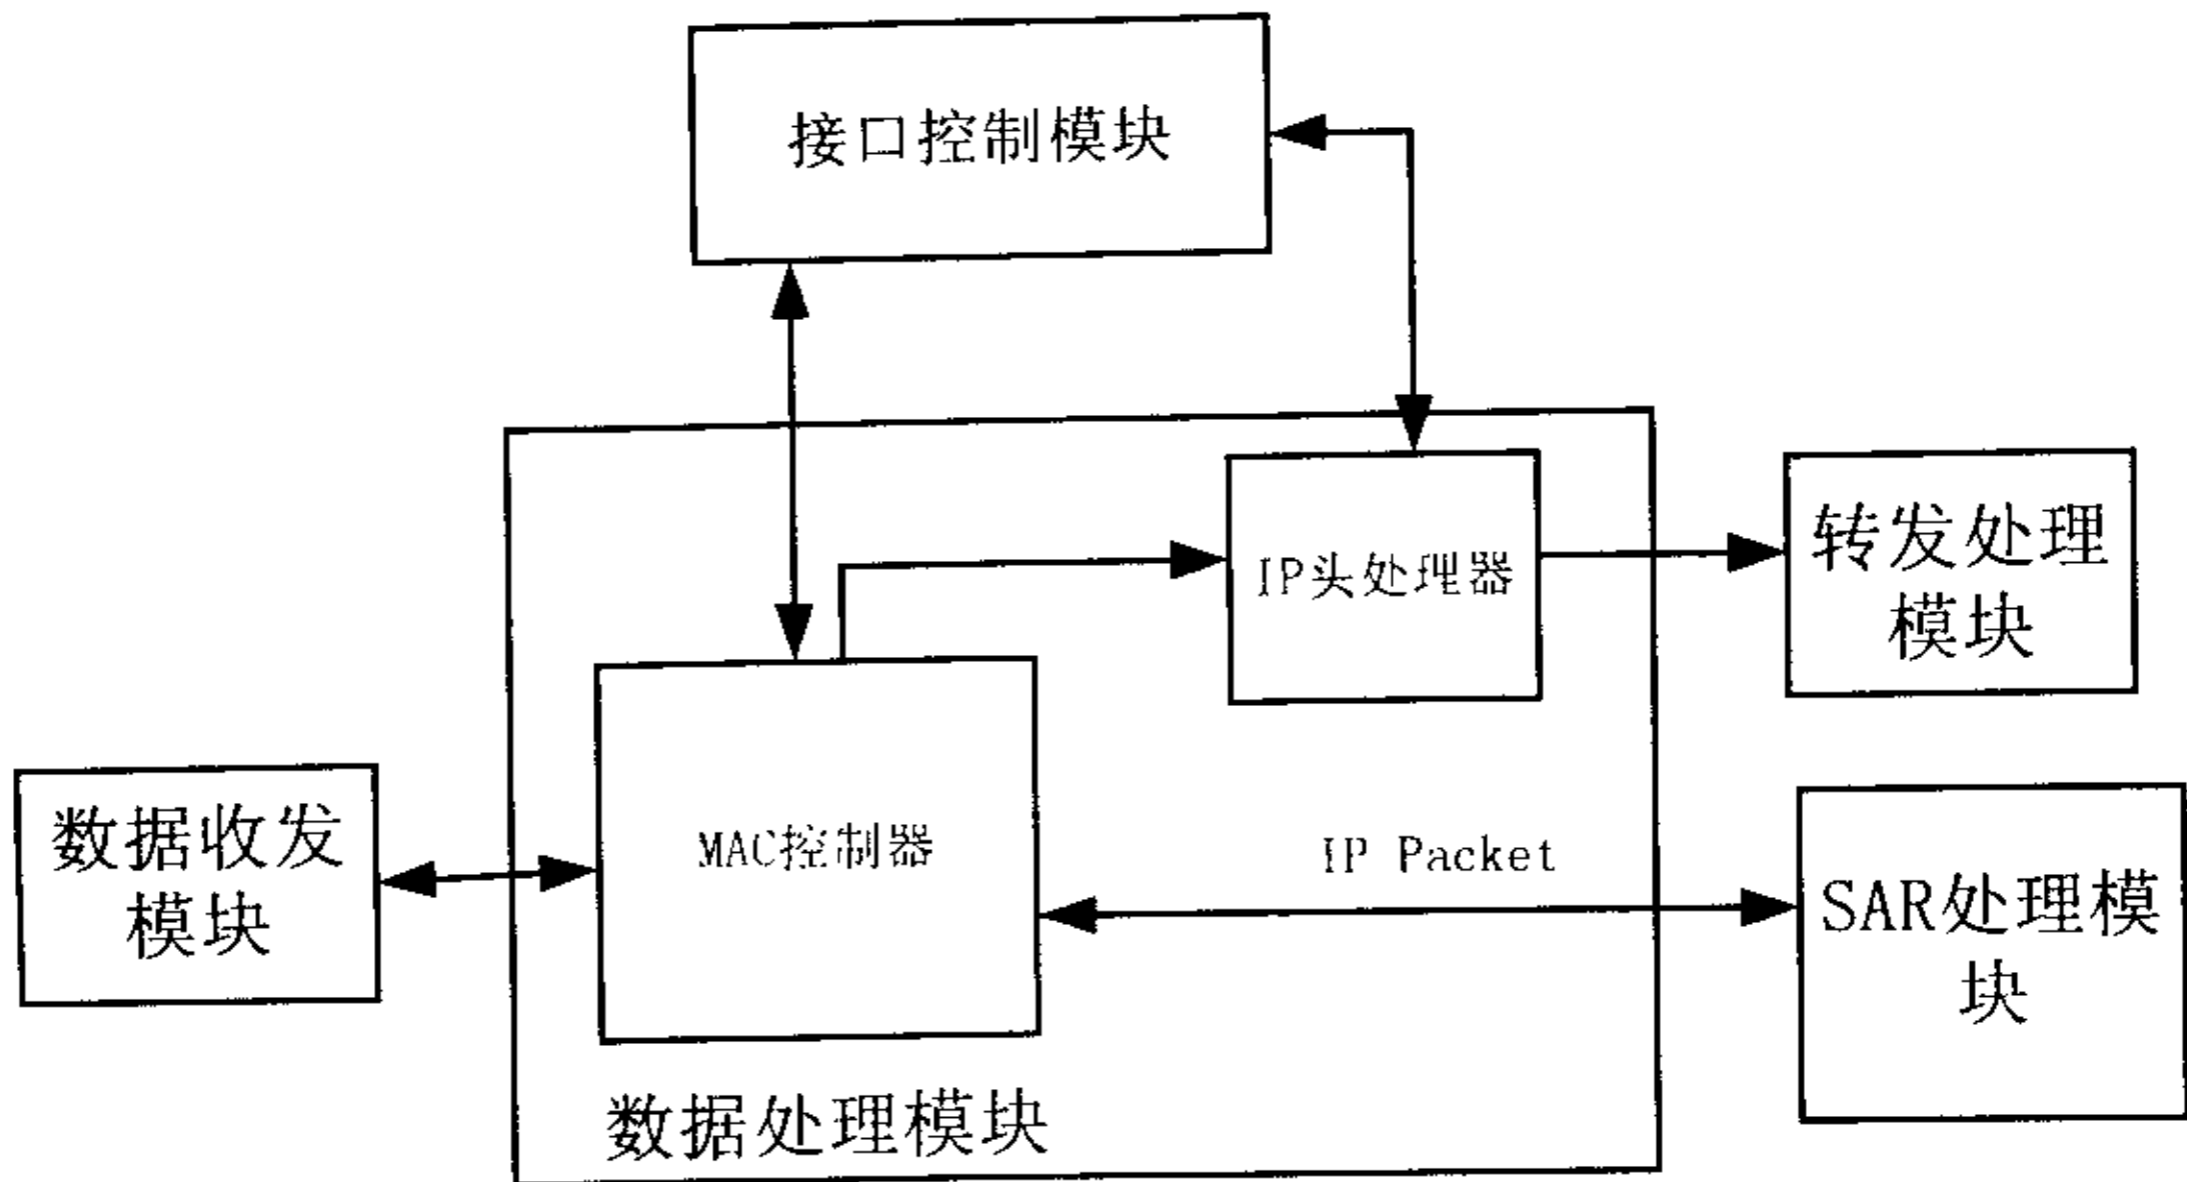 接口控制模块
IP头处理器
转发处理
模块
数据收发
模块
MAC控制器
IP Packet
SAR处理模
块
数据处理模块